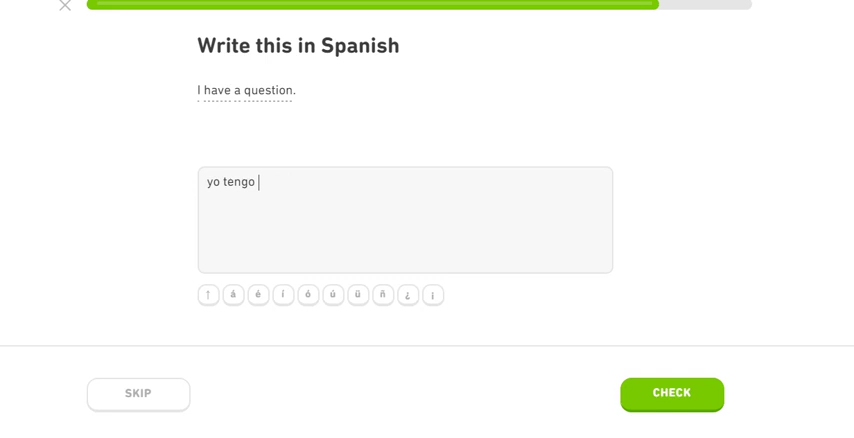 Write this in Spanish
I have a question.
yo tengo
↑ á é í ó ú ü ñ ¿ ¡
SKIP CHECK